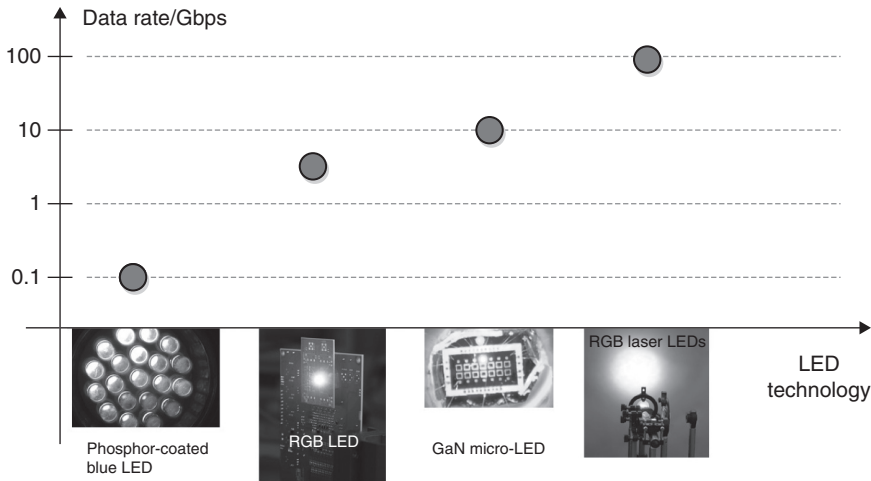 Data rate/Gbps
100
10
1
0.1
RGB laser LEDs
LED
technology
RGB LED
GaN micro-LED
Phosphor-coated
blue LED